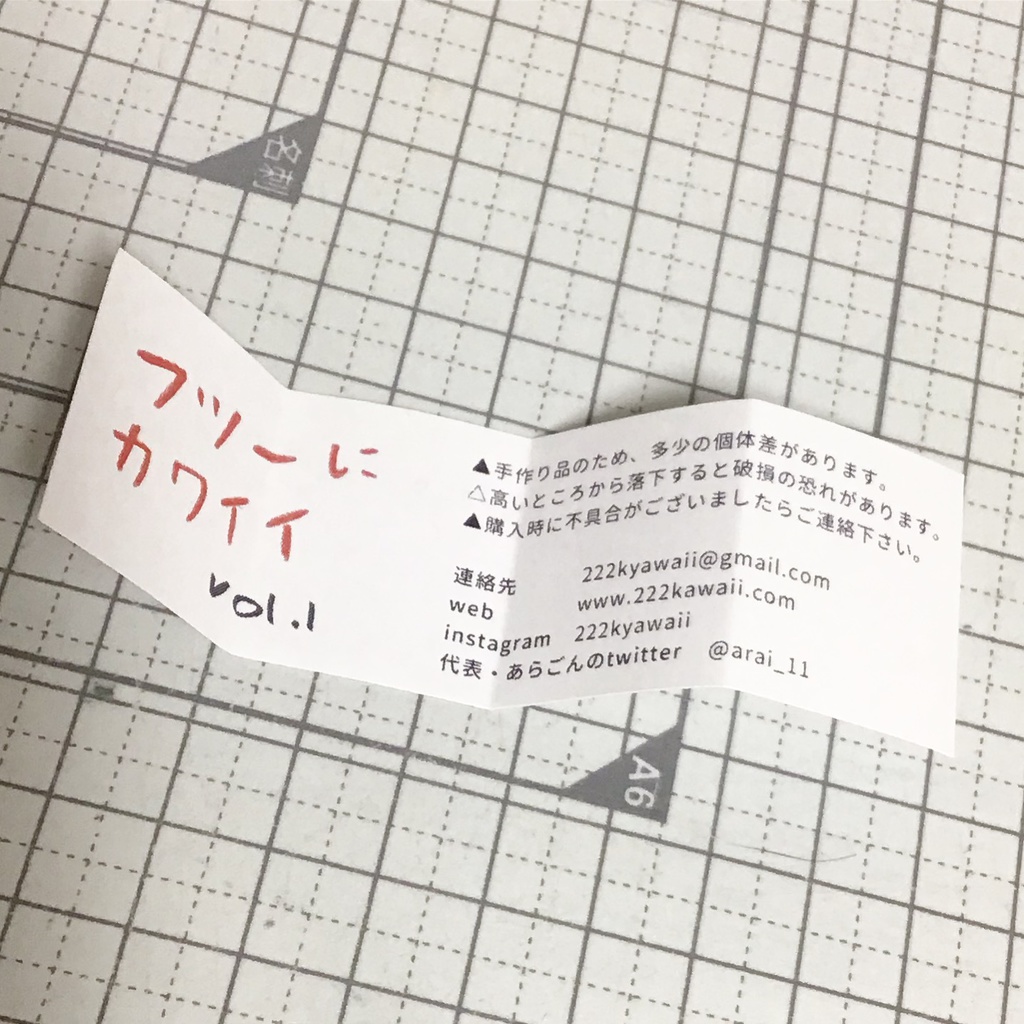 名刺
フツーに
カワイイ
vol.1
▲手作り品のため、多少の個体差があります。
△高いところから落下すると破損の恐れがあります。
▲購入時に不具合がございましたらご連絡下さい。
連絡先 222kyawaii@gmail.com
web www.222kawaii.com
instagram 222kyawaii
代表・あらごんのtwitter @arai_11
A6